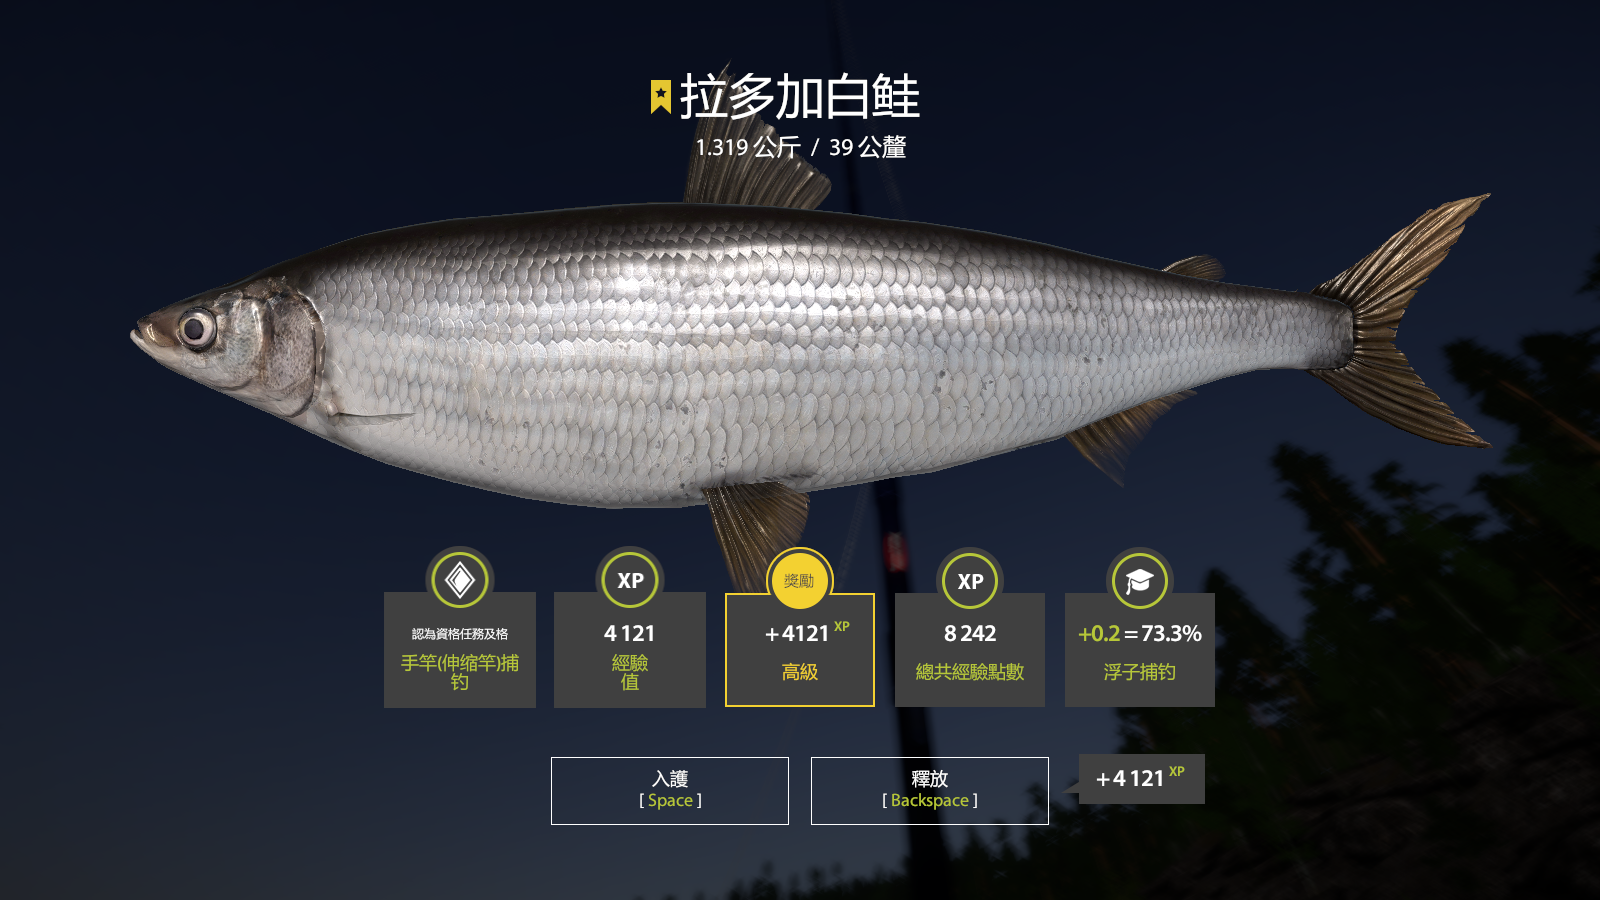 拉多加白鲑
1.319 公斤 / 39 公釐
認為資格任務及格
手竿(伸缩竿)捕
钓
XP
4 121
經驗
值
獎勵
+4121 XP
高級
XP
8 242
總共經驗點數
+0.2 = 73.3%
浮子捕钓
入護
[ Space ]
釋放
[ Backspace ]
+4 121 XP